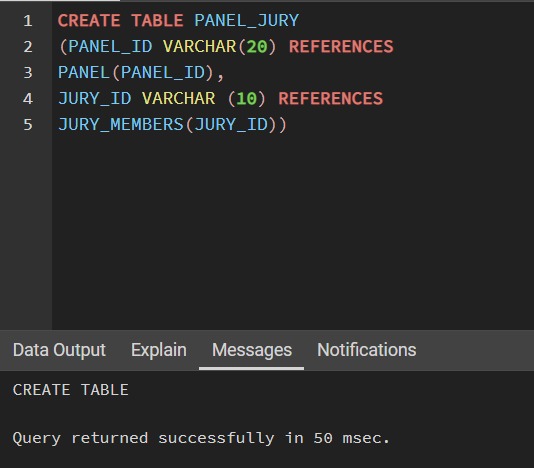 1 CREATE TABLE PANEL_JURY
2 (PANEL_ID VARCHAR(20) REFERENCES
3 PANEL(PANEL_ID),
4 JURY_ID VARCHAR (10) REFERENCES
5 JURY_MEMBERS(JURY_ID))
Data Output Explain Messages Notifications
CREATE TABLE
Query returned successfully in 50 msec.